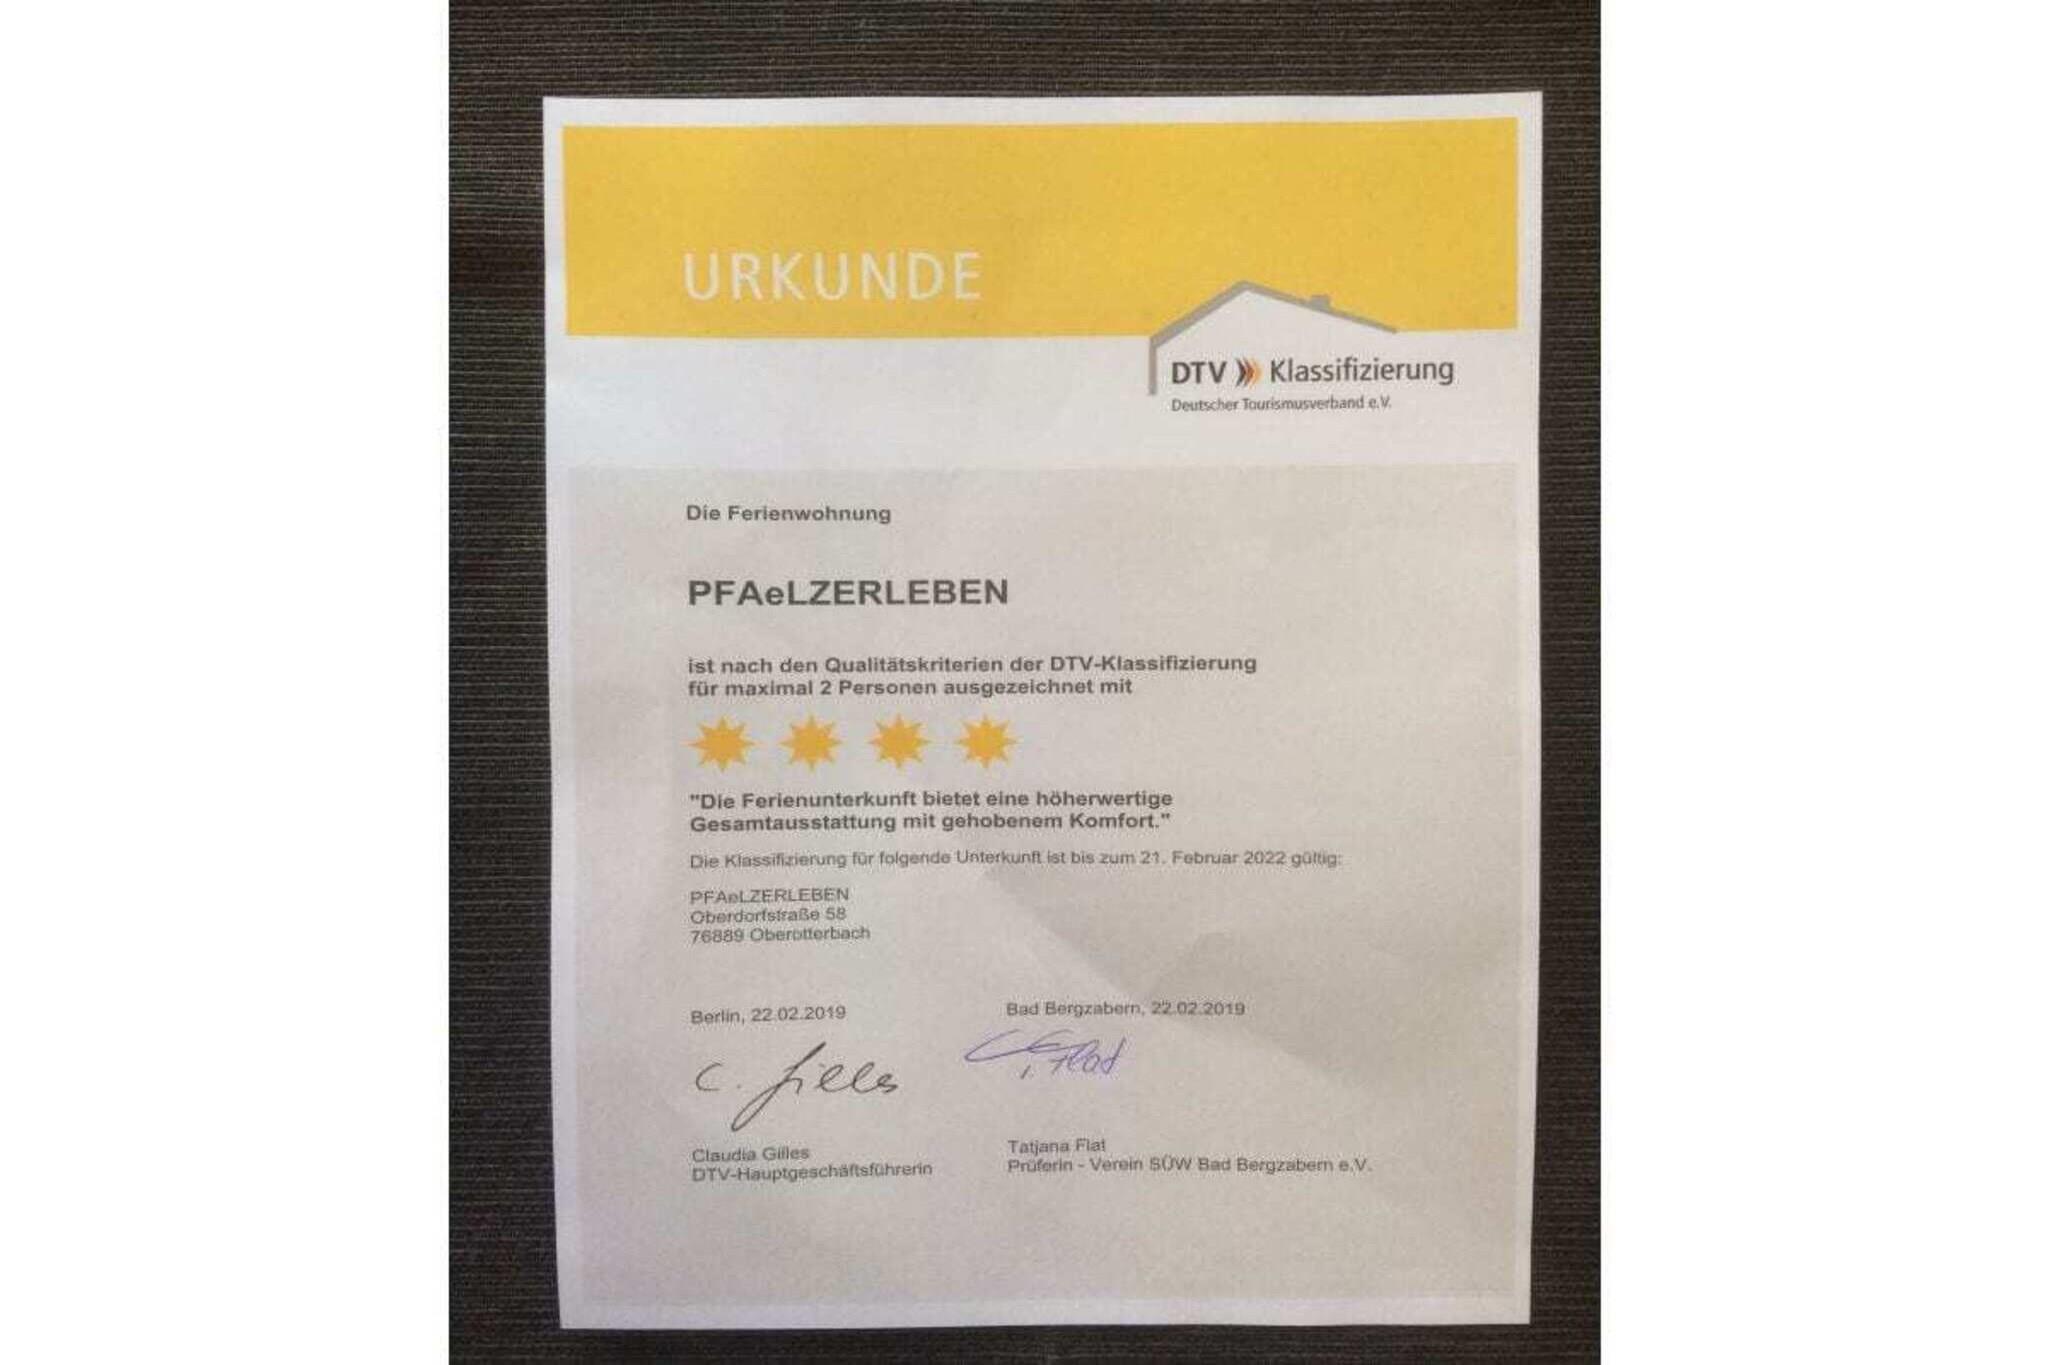 URKUNDE
DTV Klassifizierung
Deutscher Tourismusverband e.V.
Die Ferienwohnung
PFAeLZERLEBEN
ist nach den Qualitätskriterien der DTV-Klassifizierung
für maximal 2 Personen ausgezeichnet mit
"Die Ferienunterkunft bietet eine höherwertige
Gesamtausstattung mit gehobenem Komfort."
Die Klassifizierung für folgende Unterkunft ist bis zum 21. Februar 2022 gültig:
PFAeLZERLEBEN
Oberdorfstraße 58
76889 Oberotterbach
Berlin, 22.02.2019
Bad Bergzabern, 22.02.2019
C. Gilles
Claudia Gilles
DTV-Hauptgeschäftsführerin
Tatjana Flat
Prüferin - Verein SÜW Bad Bergzabern e.V.